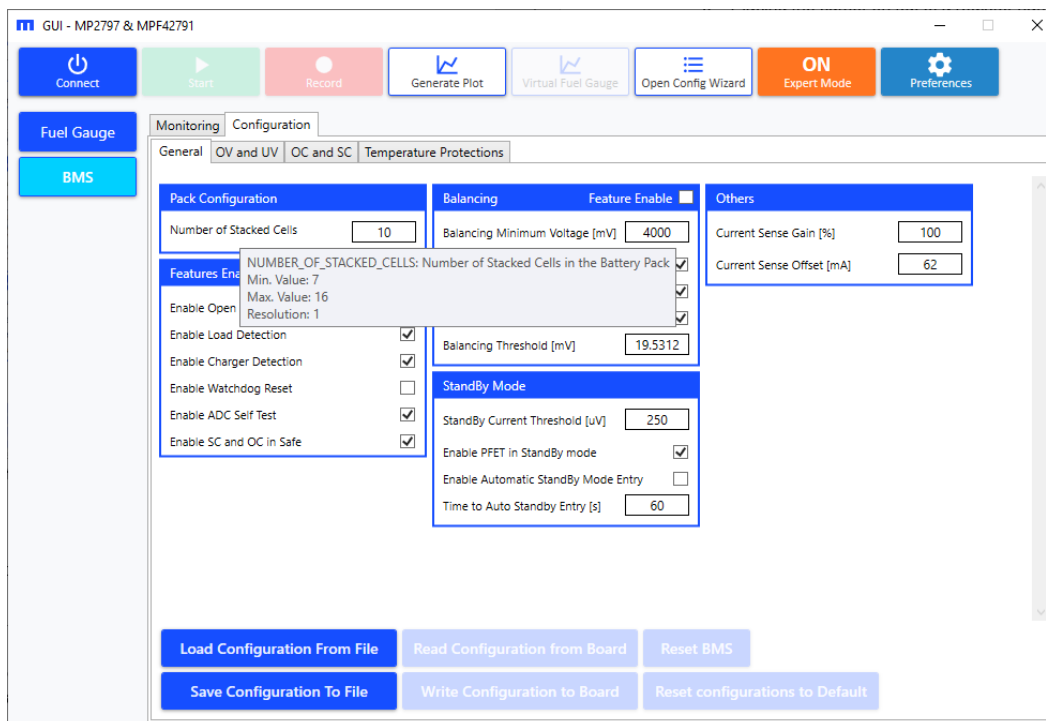 GUI - MP2797 & MPF42791
Connect
Start
Record
Generate Plot
Virtual Fuel Gauge
Open Config Wizard
ON
Expert Mode
Preferences
Fuel Gauge
BMS
Monitoring Configuration
General OV and UV OC and SC Temperature Protections
Pack Configuration
Number of Stacked Cells 10
NUMBER_OF_STACKED_CELLS: Number of Stacked Cells in the Battery Pack
Min. Value: 7
Max. Value: 16
Resolution: 1
Features Ena
Enable Open
Enable Load Detection
Enable Charger Detection
Enable Watchdog Reset
Enable ADC Self Test
Enable SC and OC in Safe
Balancing Feature Enable
Balancing Minimum Voltage [mV] 4000
Balancing Threshold [mV] 19.5312
StandBy Mode
StandBy Current Threshold [uV] 250
Enable PFET in StandBy mode
Enable Automatic StandBy Mode Entry
Time to Auto Standby Entry [s] 60
Others
Current Sense Gain [%] 100
Current Sense Offset [mA] 62
Load Configuration From File Read Configuration from Board Reset BMS
Save Configuration To File Write Configuration to Board Reset configurations to Default